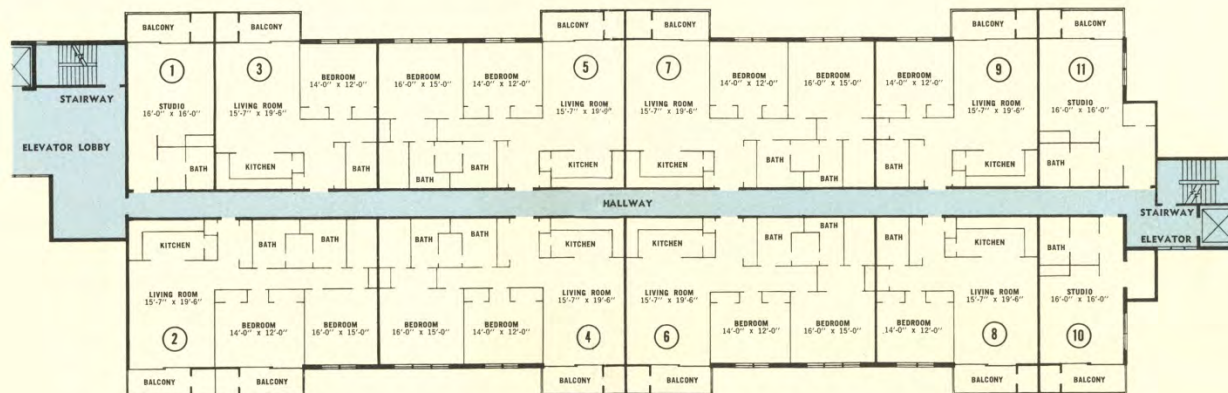 BALCONY
BALCONY
BALCONY
BALCONY
BALCONY
BALCONY
STAIRWAY
ELEVATOR LOBBY
1
STUDIO
16'-0" x 16'-0"
BATH
3
LIVING ROOM
15'-7" x 19'-6"
KITCHEN
BEDROOM
14'-0" x 12'-0"
BATH
BEDROOM
16'-0" x 15'-0"
BATH
BEDROOM
14'-0" x 12'-0"
BATH
5
LIVING ROOM
15'-7" x 19'-6"
KITCHEN
7
LIVING ROOM
15'-7" x 19'-6"
KITCHEN
BEDROOM
14'-0" x 12'-0"
BATH
BEDROOM
16'-0" x 15'-0"
BATH
BEDROOM
14'-0" x 12'-0"
BATH
9
LIVING ROOM
15'-7" x 19'-6"
KITCHEN
11
STUDIO
16'-0" x 16'-0"
BATH
HALLWAY
STAIRWAY
ELEVATOR
KITCHEN
LIVING ROOM
15'-7" x 19'-6"
2
BATH
BEDROOM
14'-0" x 12'-0"
BATH
BEDROOM
16'-0" x 15'-0"
BATH
BEDROOM
16'-0" x 15'-0"
BATH
BEDROOM
14'-0" x 12'-0"
KITCHEN
LIVING ROOM
15'-7" x 19'-6"
4
KITCHEN
LIVING ROOM
15'-7" x 19'-6"
6
BATH
BEDROOM
14'-0" x 12'-0"
BATH
BEDROOM
16'-0" x 15'-0"
BATH
BEDROOM
14'-0" x 12'-0"
KITCHEN
LIVING ROOM
15'-7" x 19'-6"
8
BATH
STUDIO
16'-0" x 16'-0"
10
BALCONY
BALCONY
BALCONY
BALCONY
BALCONY
BALCONY